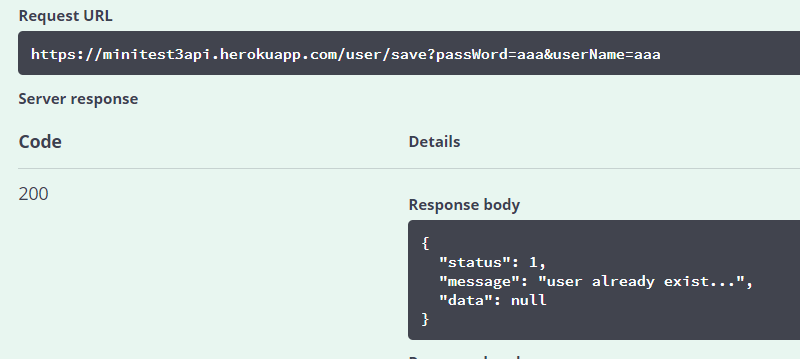 Request URL
https://minitest3api.herokuapp.com/user/save?passWord=aaa&userName=aaa
Server response
Code Details
200
Response body
{
"status": 1,
"message": "user already exist...",
"data": null
}